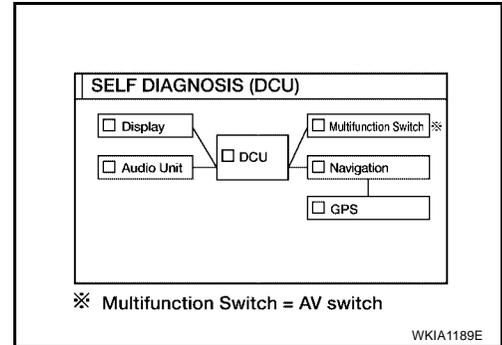 SELF DIAGNOSIS (DCU)
Display
Multifunction Switch ※
DCU
Audio Unit
Navigation
GPS
※ Multifunction Switch = AV switch
WKIA1189E